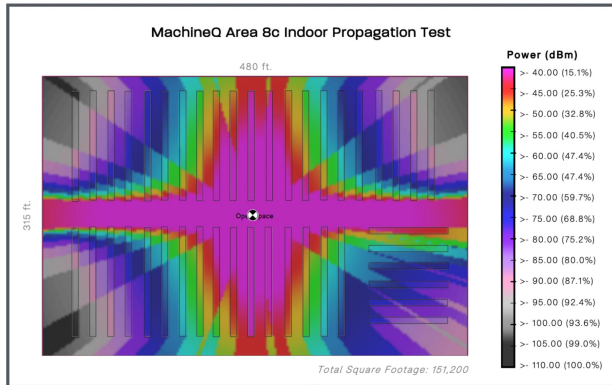 MachineQ Area 8c Indoor Propagation Test
480 ft.
315 ft.
Open Space
Power (dBm)
>- 40.00 (15.1%)
>- 45.00 (25.3%)
>- 50.00 (32.8%)
>- 55.00 (40.5%)
>- 60.00 (47.4%)
>- 65.00 (47.4%)
>- 70.00 (59.7%)
>- 75.00 (68.8%)
>- 80.00 (75.2%)
>- 85.00 (80.0%)
>- 90.00 (87.1%)
>- 95.00 (92.4%)
>- 100.00 (93.6%)
>- 105.00 (99.0%)
>- 110.00 (100.0%)
Total Square Footage: 151,200